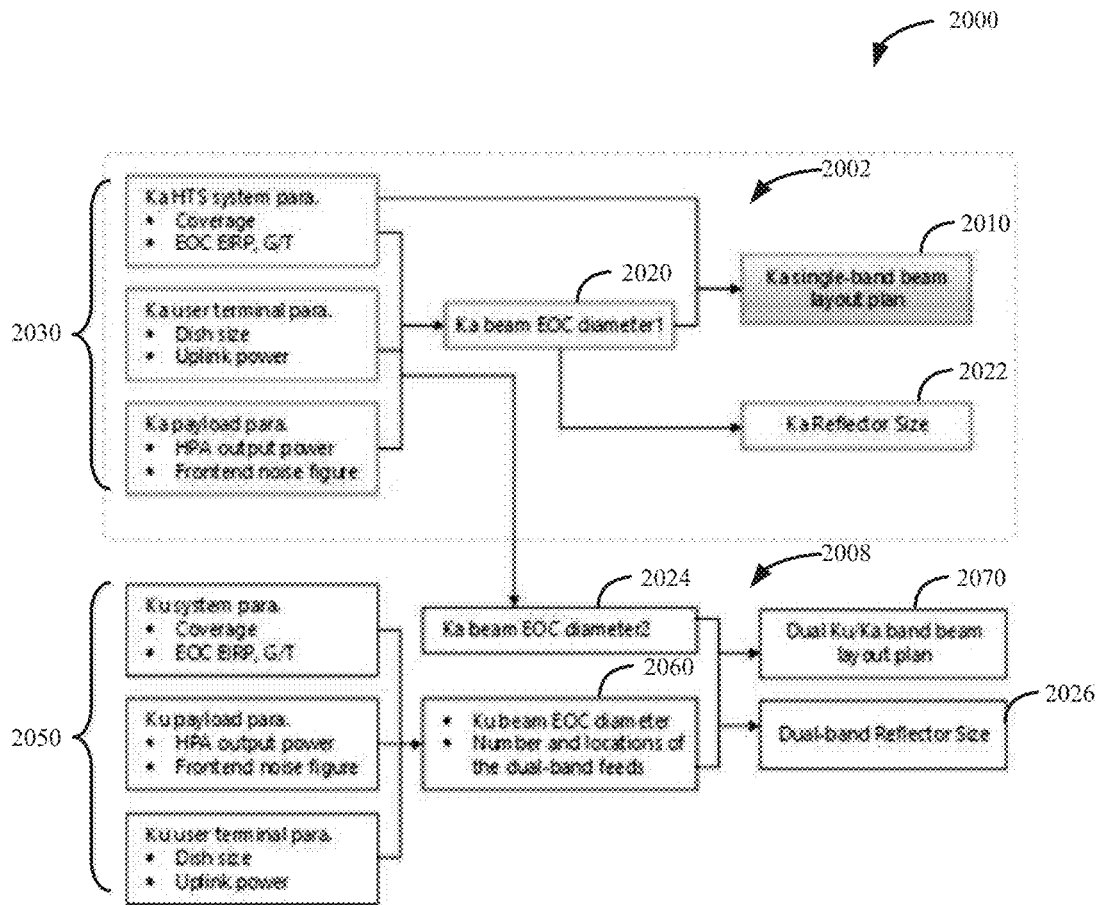 2000
2002
Ka HTS system para.
• Coverage
• EOC EIRP, G/T
2010
Ka single-band beam
layout plan
2020
Ka beam EOC diameter1
2030
Ka user terminal para.
• Dish size
• Uplink power
2022
Ka Reflector Size
Ka payload para.
• HPA output power
• Frontend noise figure
2008
2024
2070
Ku system para.
• Coverage
• EOC EIRP, G/T
Ka beam EOC diameter2
Dual Ku/Ka band beam
layout plan
2060
2026
2050
Ku payload para.
• HPA output power
• Frontend noise figure
• Ku beam EOC diameter
• Number and locations of
the dual-band feeds
Dual-band Reflector Size
Ku user terminal para.
• Dish size
• Uplink power